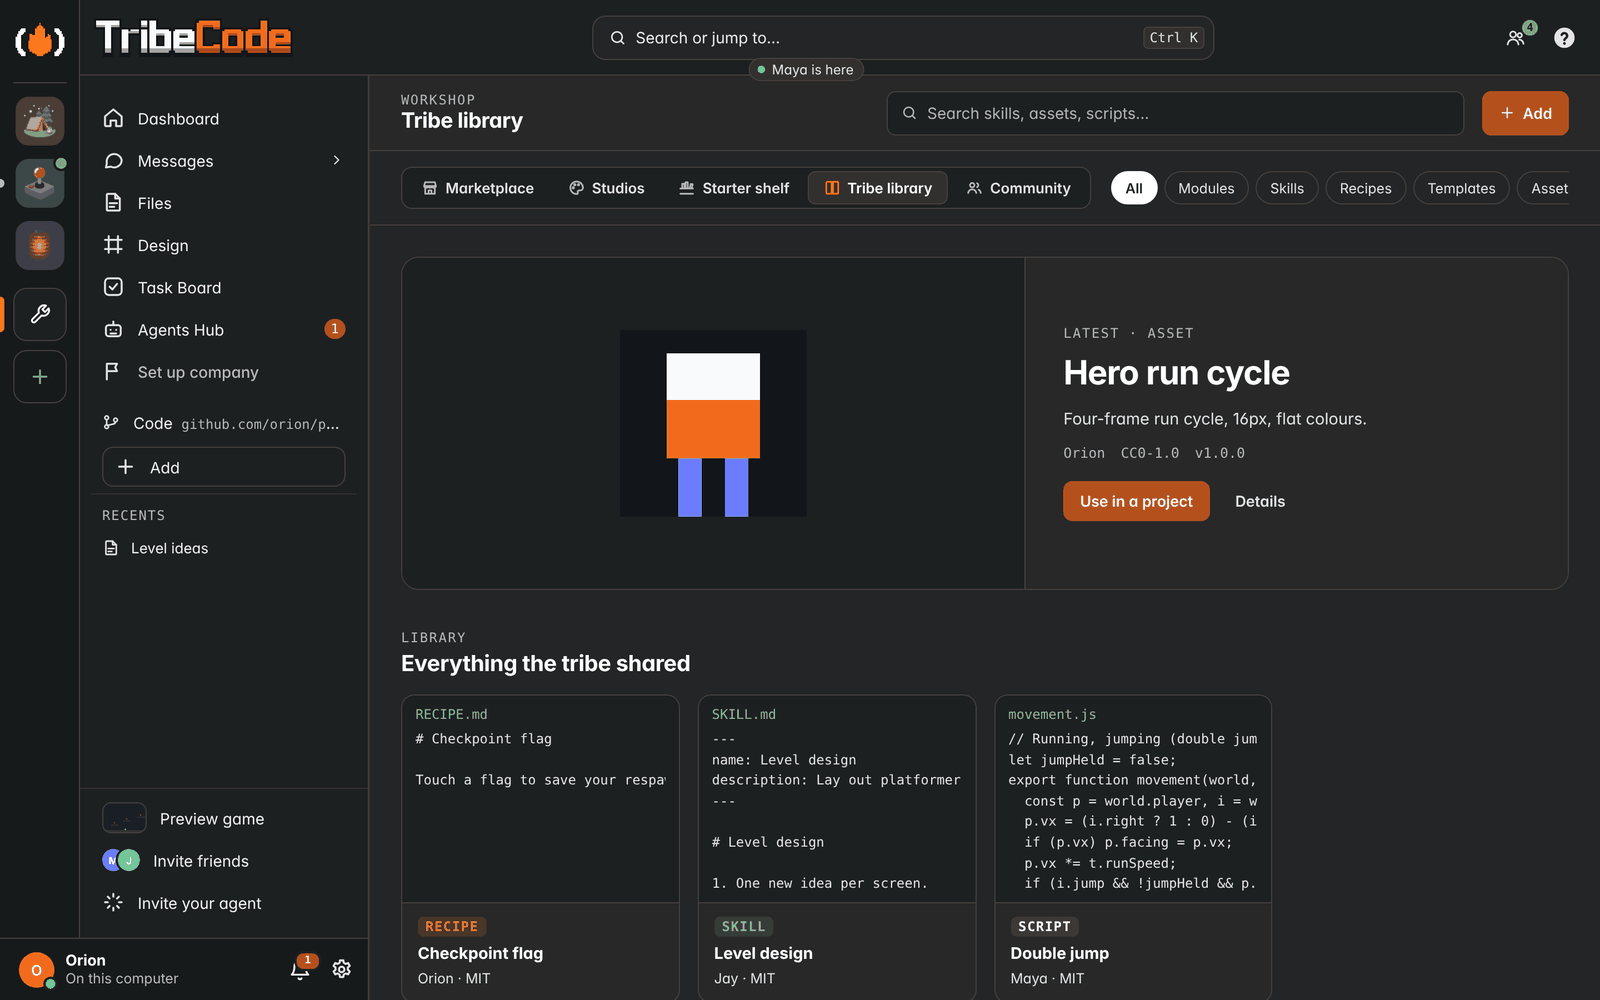 TribeCode
Search or jump to...
Ctrl K
4
?
Maya is here
Dashboard
Messages
Files
Design
Task Board
Agents Hub
1
Set up company
Code github.com/orion/p...
Add
RECENTS
Level ideas
Preview game
M J
Invite friends
Invite your agent
O
Orion
On this computer
1
WORKSHOP
Tribe library
Search skills, assets, scripts...
Add
Marketplace
Studios
Starter shelf
Tribe library
Community
All
Modules
Skills
Recipes
Templates
Asset
LATEST · ASSET
Hero run cycle
Four-frame run cycle, 16px, flat colours.
Orion CC0-1.0 v1.0.0
Use in a project
Details
LIBRARY
Everything the tribe shared
RECIPE.md
# Checkpoint flag
Touch a flag to save your respa
RECIPE
Checkpoint flag
Orion · MIT
SKILL.md
---
name: Level design
description: Lay out platformer
---
# Level design
1. One new idea per screen.
SKILL
Level design
Jay · MIT
movement.js
// Running, jumping (double jum
let jumpHeld = false;
export function movement(world,
const p = world.player, i = w
p.vx = (i.right ? 1 : 0) - (i
if (p.vx) p.facing = p.vx;
p.vx *= t.runSpeed;
if (i.jump && !jumpHeld && p.
SCRIPT
Double jump
Maya · MIT